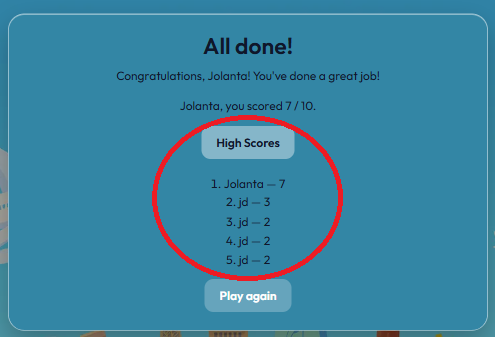 All done!
Congratulations, Jolanta! You've done a great job!
Jolanta, you scored 7 / 10.
High Scores
1. Jolanta — 7
2. jd — 3
3. jd — 2
4. jd — 2
5. jd — 2
Play again